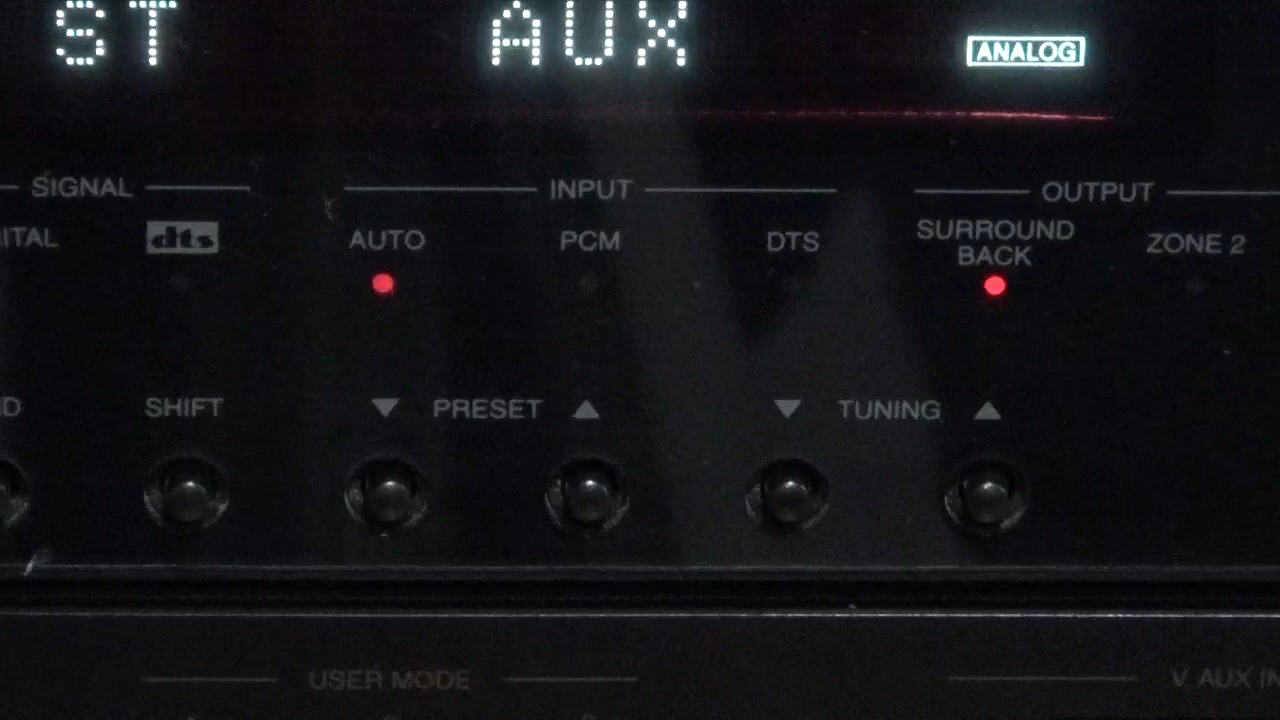 ST AUX ANALOG
SIGNAL INPUT OUTPUT
ITAL dts AUTO PCM DTS SURROUND BACK ZONE 2
D SHIFT ▼ PRESET ▲ ▼ TUNING ▲
USER MODE V. AUX IN